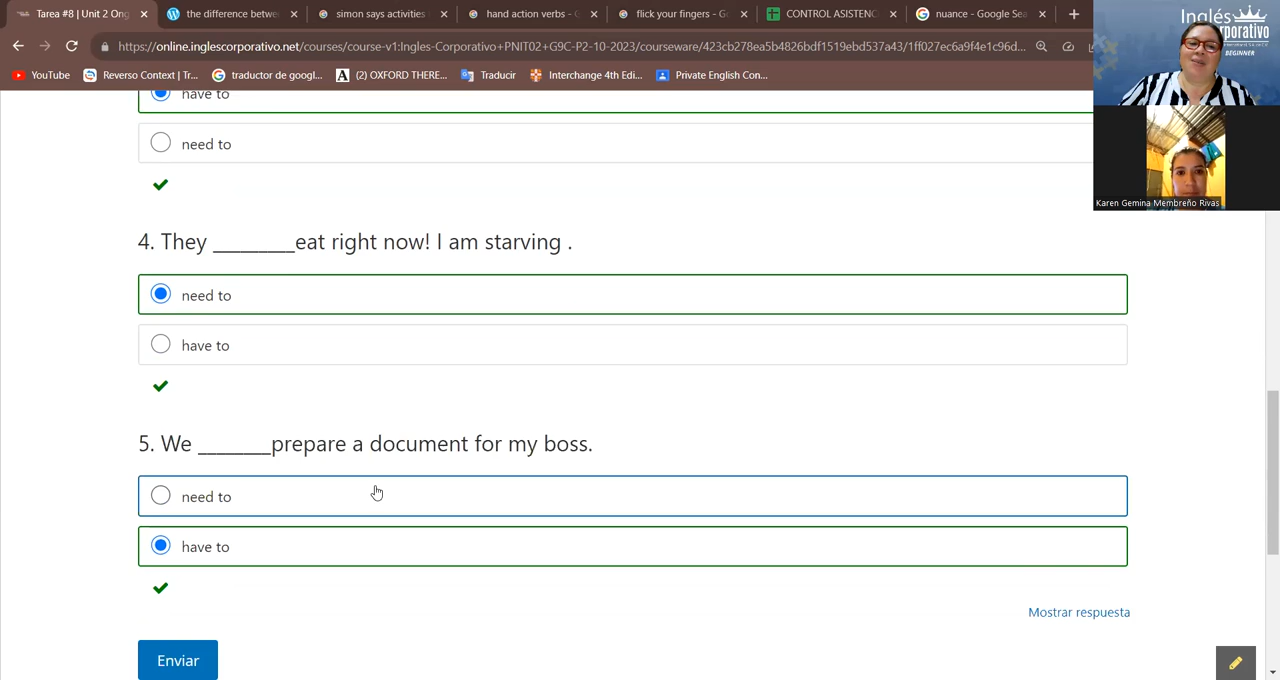 Tarea #8 | Unit 2 Ong
the difference betwe
simon says activities
hand action verbs - G
flick your fingers - G
CONTROL ASISTENC
nuance - Google Sea
https://online.inglescorporativo.net/courses/course-v1:Ingles-Corporativo+PNIT02+G9C-P2-10-2023/courseware/423cb278ea5b4826bdf1519ebd537a43/1ff027ec6a9f4e1c96d...
YouTube
Reverso Context | Tr...
traductor de googl...
(2) OXFORD THERE...
Traducir
Interchange 4th Edi...
Private English Con...
Inglés
rporativo
BEGINNER
Karen Gemina Membreño Rivas
have to
need to
4. They _________eat right now! I am starving .
need to
have to
5. We ________prepare a document for my boss.
need to
have to
Mostrar respuesta
Enviar